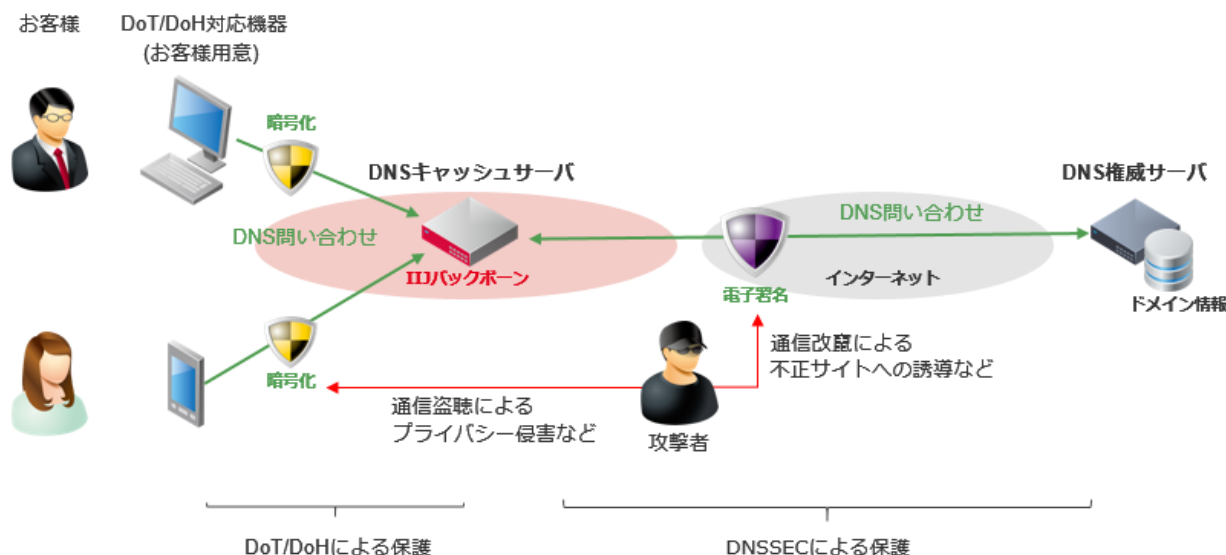 お客様
DoT/DoH対応機器
(お客様用意)
暗号化
DNSキャッシュサーバ
DNS権威サーバ
DNS問い合わせ
DNS問い合わせ
IIJバックボーン
インターネット
電子署名
ドメイン情報
暗号化
通信改竄による
不正サイトへの誘導など
通信盗聴による
プライバシー侵害など
攻撃者
DoT/DoHによる保護
DNSSECによる保護